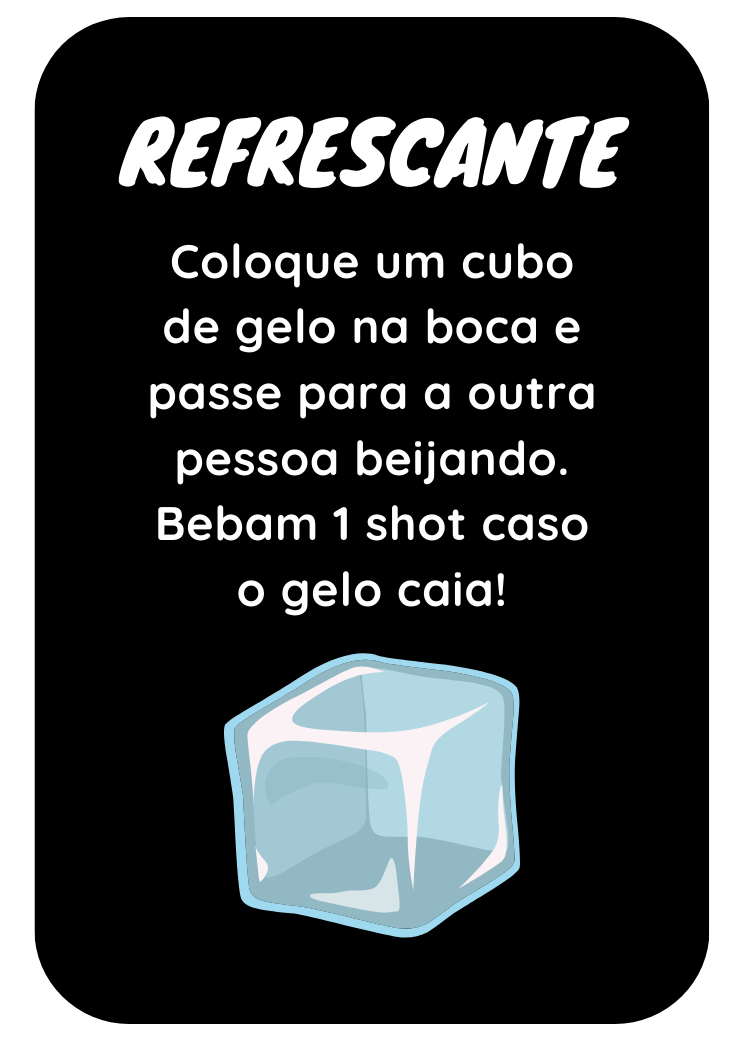 REFRESCANTE
Coloque um cubo
de gelo na boca e
passe para a outra
pessoa beijando.
Bebam 1 shot caso
o gelo caia!